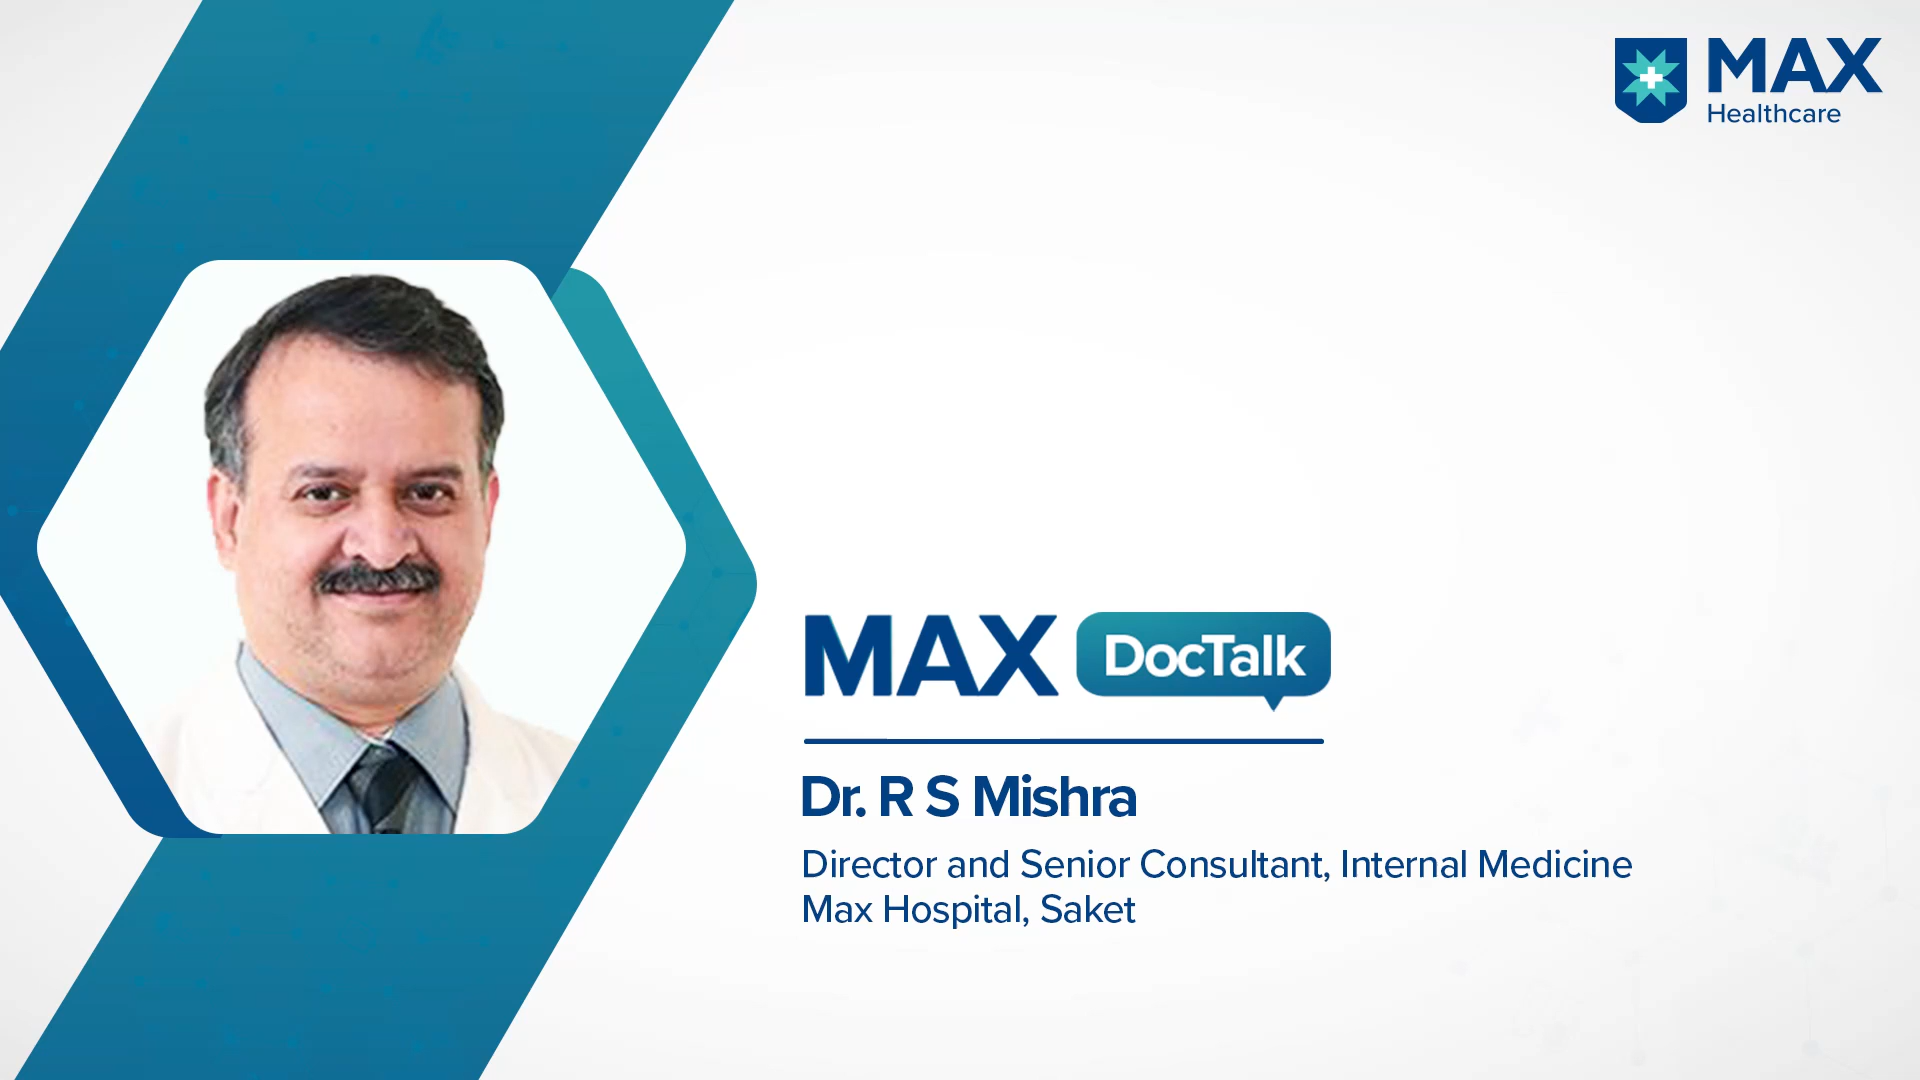 MAX
Healthcare
MAX DocTalk
Dr. R S Mishra
Director and Senior Consultant, Internal Medicine
Max Hospital, Saket